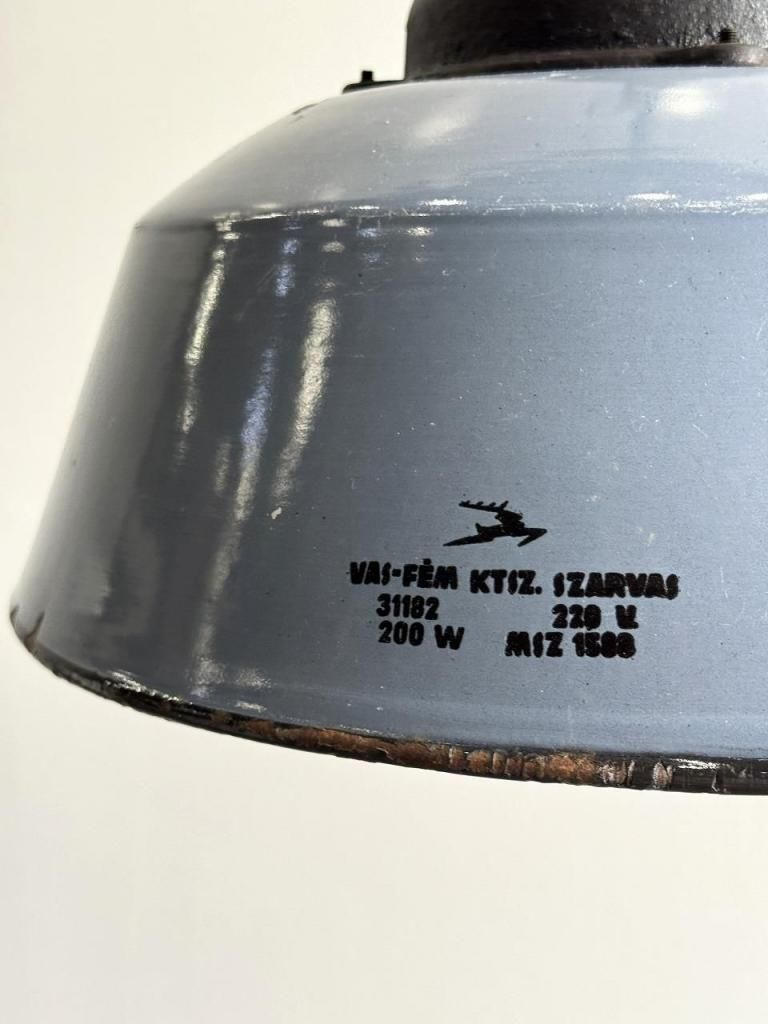 VAS-FÉM KTSZ. SZARVAS
31182 220 V.
200 W MSZ 1588